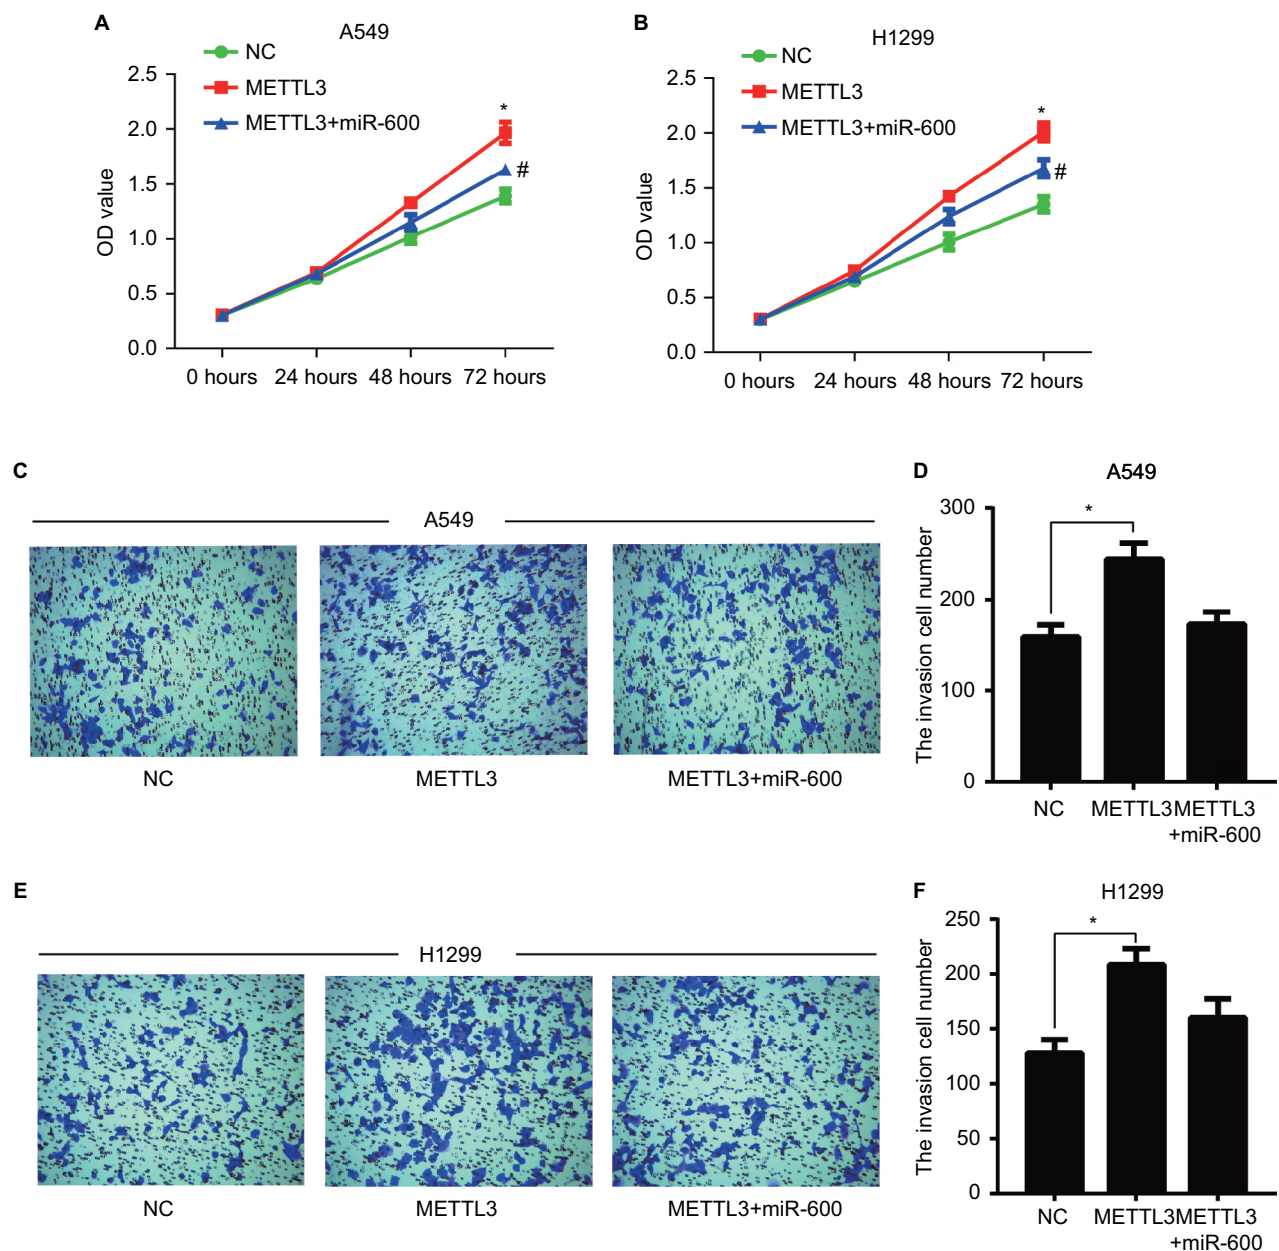 A
A549
NC
METTL3
METTL3+miR-600
OD value
2.5
2.0
1.5
1.0
0.5
0.0
*
#
0 hours 24 hours 48 hours 72 hours
B
H1299
NC
METTL3
METTL3+miR-600
OD value
2.5
2.0
1.5
1.0
0.5
0.0
*
#
0 hours 24 hours 48 hours 72 hours
C
A549
NC
METTL3
METTL3+miR-600
D
A549
The invasion cell number
300
200
100
0
*
NC METTL3 METTL3
+miR-600
E
H1299
NC
METTL3
METTL3+miR-600
F
H1299
The invasion cell number
250
200
150
100
50
0
*
NC METTL3 METTL3
+miR-600